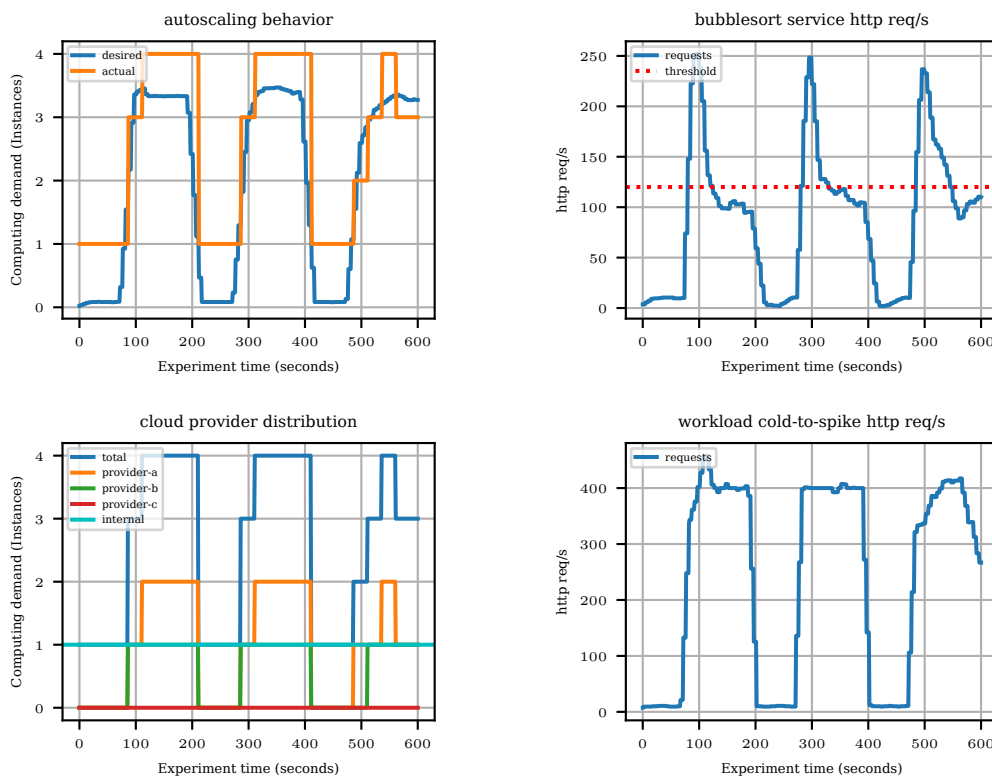 autoscaling behavior
desired
actual
Computing demand (Instances)
4
3
2
1
0
0 100 200 300 400 500 600
Experiment time (seconds)
bubblesort service http req/s
requests
threshold
http req/s
250
200
150
100
50
0
0 100 200 300 400 500 600
Experiment time (seconds)
cloud provider distribution
total
provider-a
provider-b
provider-c
internal
Computing demand (Instances)
4
3
2
1
0
0 100 200 300 400 500 600
Experiment time (seconds)
workload cold-to-spike http req/s
requests
http req/s
400
300
200
100
0
0 100 200 300 400 500 600
Experiment time (seconds)